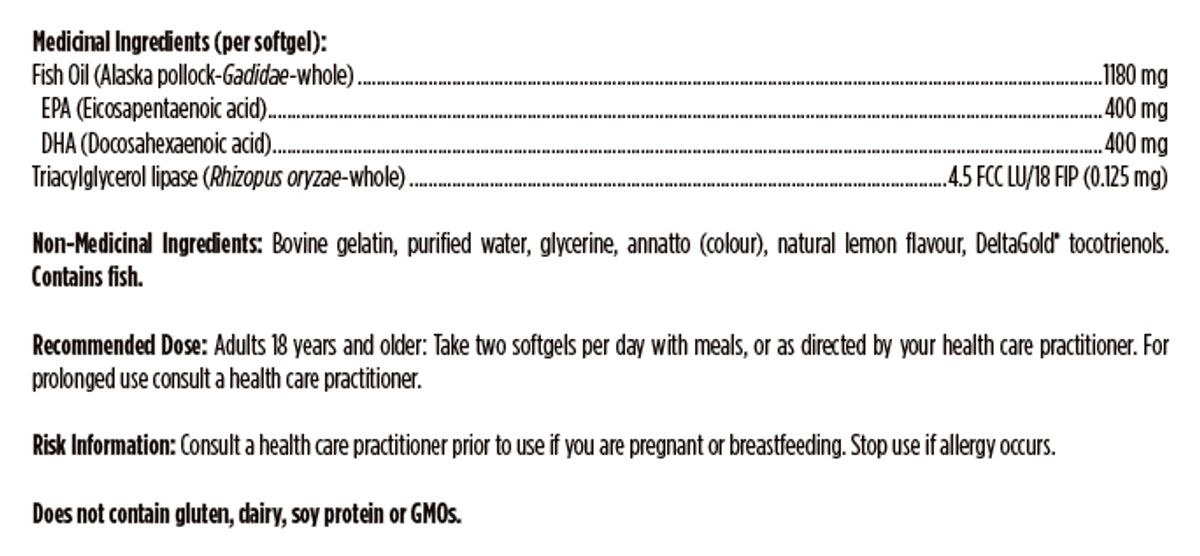 Medicinal Ingredients (per softgel):
Fish Oil (Alaska pollock-Gadidae-whole)..........1180 mg
EPA (Eicosapentaenoic acid)..........400 mg
DHA (Docosahexaenoic acid)..........400 mg
Triacylglycerol lipase (Rhizopus oryzae-whole)..........4.5 FCC LU/18 FIP (0.125 mg)
Non-Medicinal Ingredients: Bovine gelatin, purified water, glycerine, annatto (colour), natural lemon flavour, DeltaGold® tocotrienols.
Contains fish.
Recommended Dose: Adults 18 years and older: Take two softgels per day with meals, or as directed by your health care practitioner. For
prolonged use consult a health care practitioner.
Risk Information: Consult a health care practitioner prior to use if you are pregnant or breastfeeding. Stop use if allergy occurs.
Does not contain gluten, dairy, soy protein or GMOs.